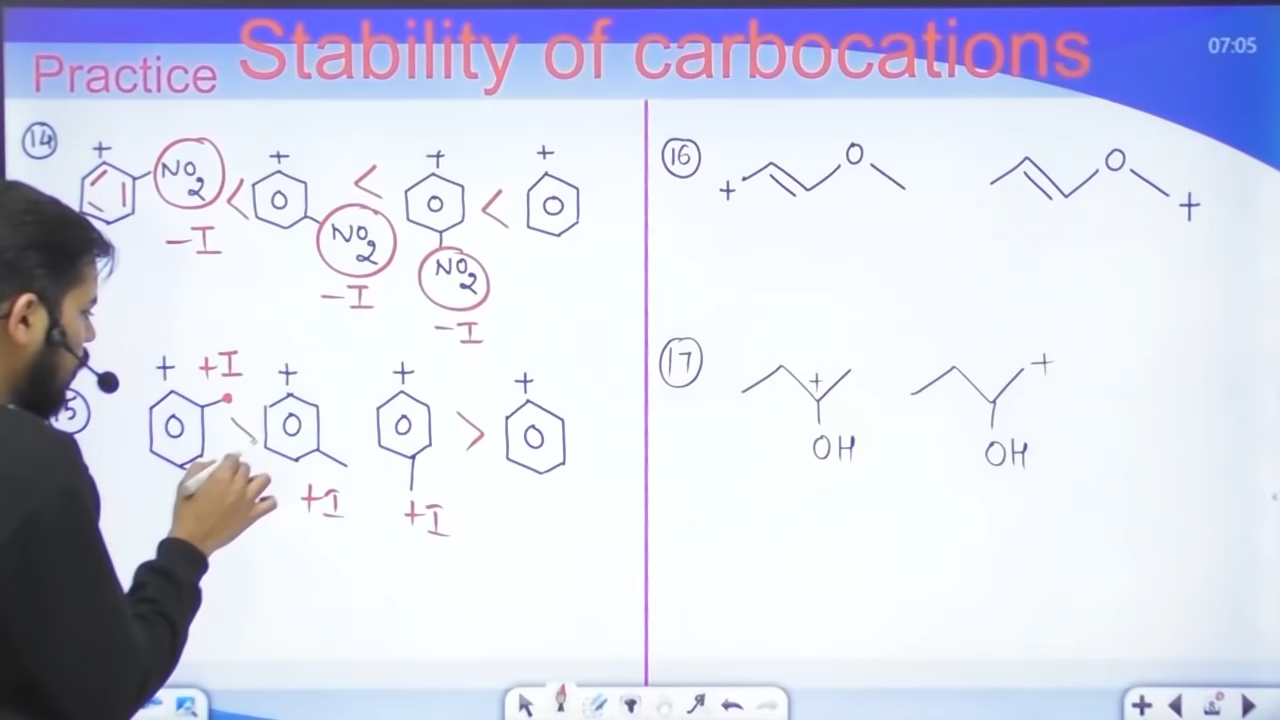 Practice Stability of carbocations
07:05
14
+ NO2 < + NO2 < + NO2 < +
-I
-I
-I
+ +I + + > +
+I
+I
16
+ O
O +
17
+
OH
+
OH